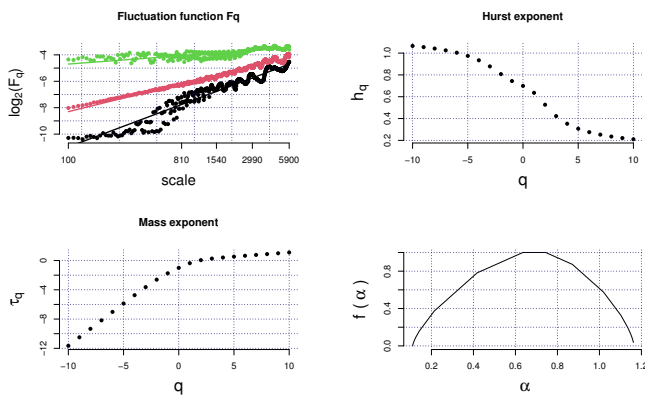 Fluctuation function Fq
log₂(F_q)
-4
-6
-8
-10
100 810 1540 2990 5900
scale
Hurst exponent
h_q
1.0
0.8
0.6
0.4
0.2
-10 -5 0 5 10
q
Mass exponent
τ_q
0
-4
-8
-12
-10 -5 0 5 10
q
f(α)
0.8
0.4
0.0
0.2 0.4 0.6 0.8 1.0 1.2
α